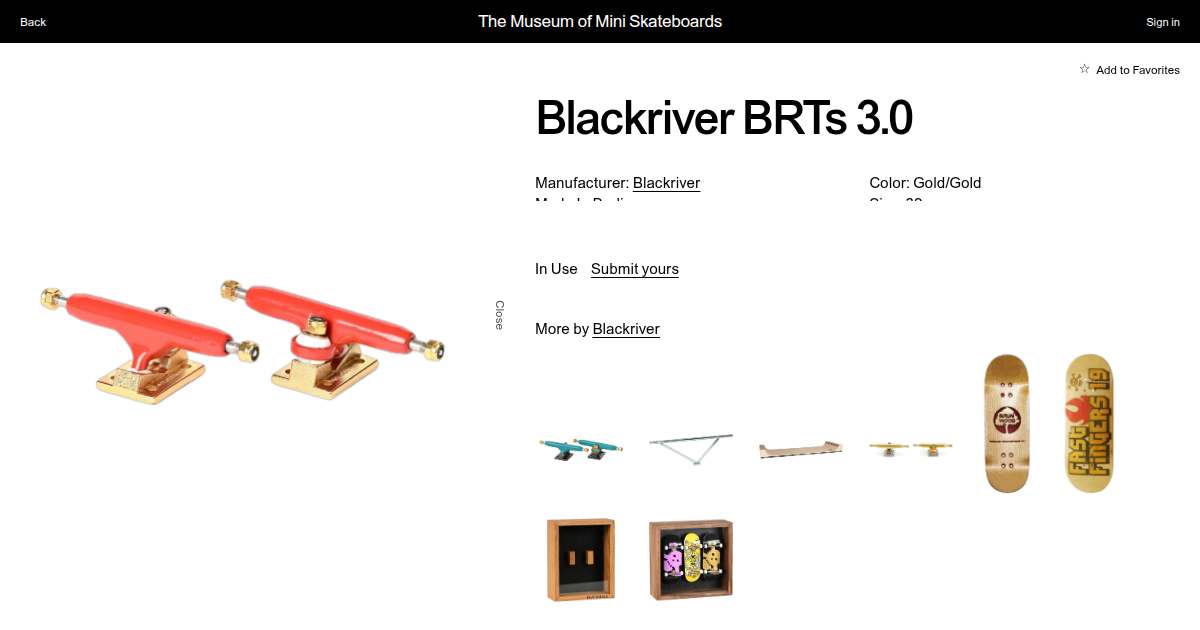 Back
The Museum of Mini Skateboards
Sign in
☆ Add to Favorites
Blackriver BRTs 3.0
Manufacturer: Blackriver
Color: Gold/Gold
In Use Submit yours
Close
More by Blackriver
FAST FINGERS 19